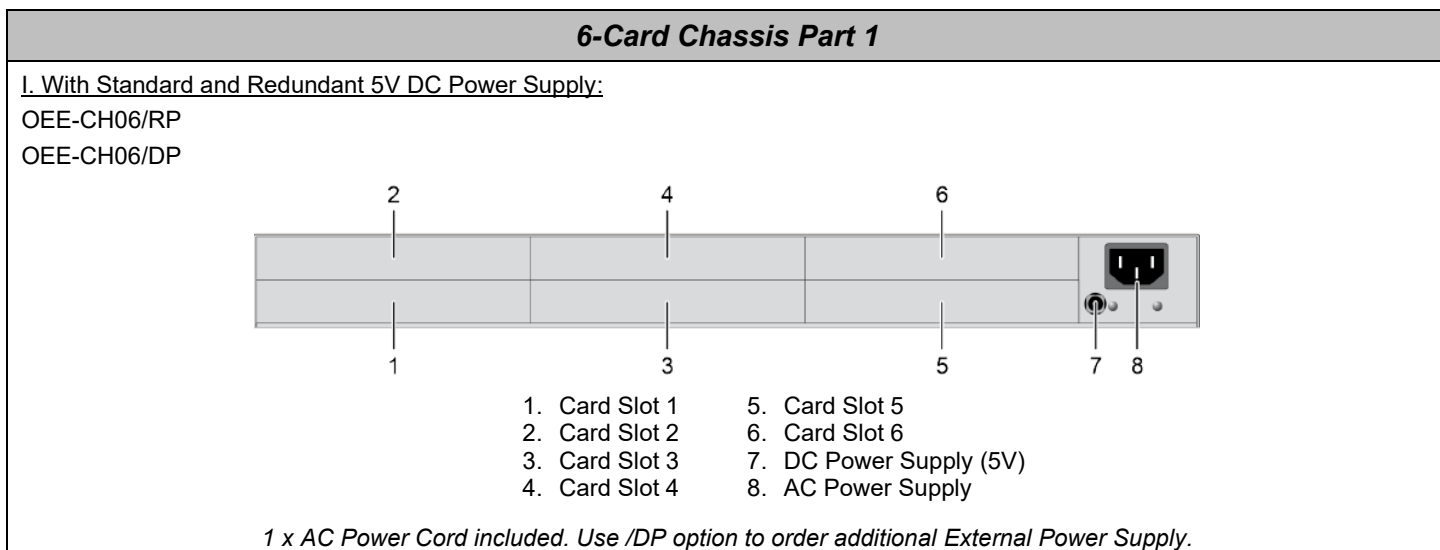 6-Card Chassis Part 1
I. With Standard and Redundant 5V DC Power Supply:
OEE-CH06/RP
OEE-CH06/DP
2 4 6
1 3 5 7 8
1. Card Slot 1
2. Card Slot 2
3. Card Slot 3
4. Card Slot 4
5. Card Slot 5
6. Card Slot 6
7. DC Power Supply (5V)
8. AC Power Supply
1 x AC Power Cord included. Use /DP option to order additional External Power Supply.